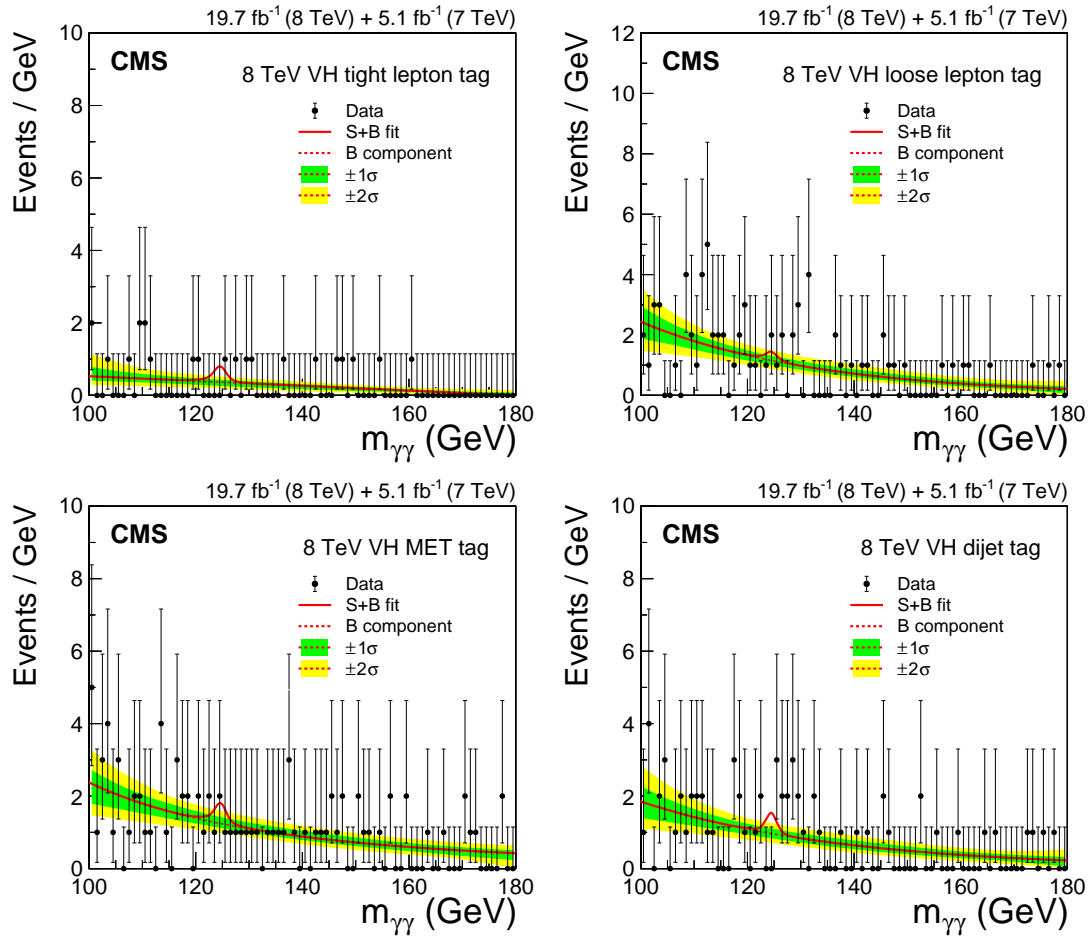 19.7 fb⁻¹ (8 TeV) + 5.1 fb⁻¹ (7 TeV)
CMS
8 TeV VH tight lepton tag
Data
S+B fit
B component
±1σ
±2σ
Events / GeV
0
2
4
6
8
10
100
120
140
160
180
mγγ (GeV)
19.7 fb⁻¹ (8 TeV) + 5.1 fb⁻¹ (7 TeV)
CMS
8 TeV VH loose lepton tag
Data
S+B fit
B component
±1σ
±2σ
Events / GeV
0
2
4
6
8
10
12
100
120
140
160
180
mγγ (GeV)
19.7 fb⁻¹ (8 TeV) + 5.1 fb⁻¹ (7 TeV)
CMS
8 TeV VH MET tag
Data
S+B fit
B component
±1σ
±2σ
Events / GeV
0
2
4
6
8
10
100
120
140
160
180
mγγ (GeV)
19.7 fb⁻¹ (8 TeV) + 5.1 fb⁻¹ (7 TeV)
CMS
8 TeV VH dijet tag
Data
S+B fit
B component
±1σ
±2σ
Events / GeV
0
2
4
6
8
10
100
120
140
160
180
mγγ (GeV)